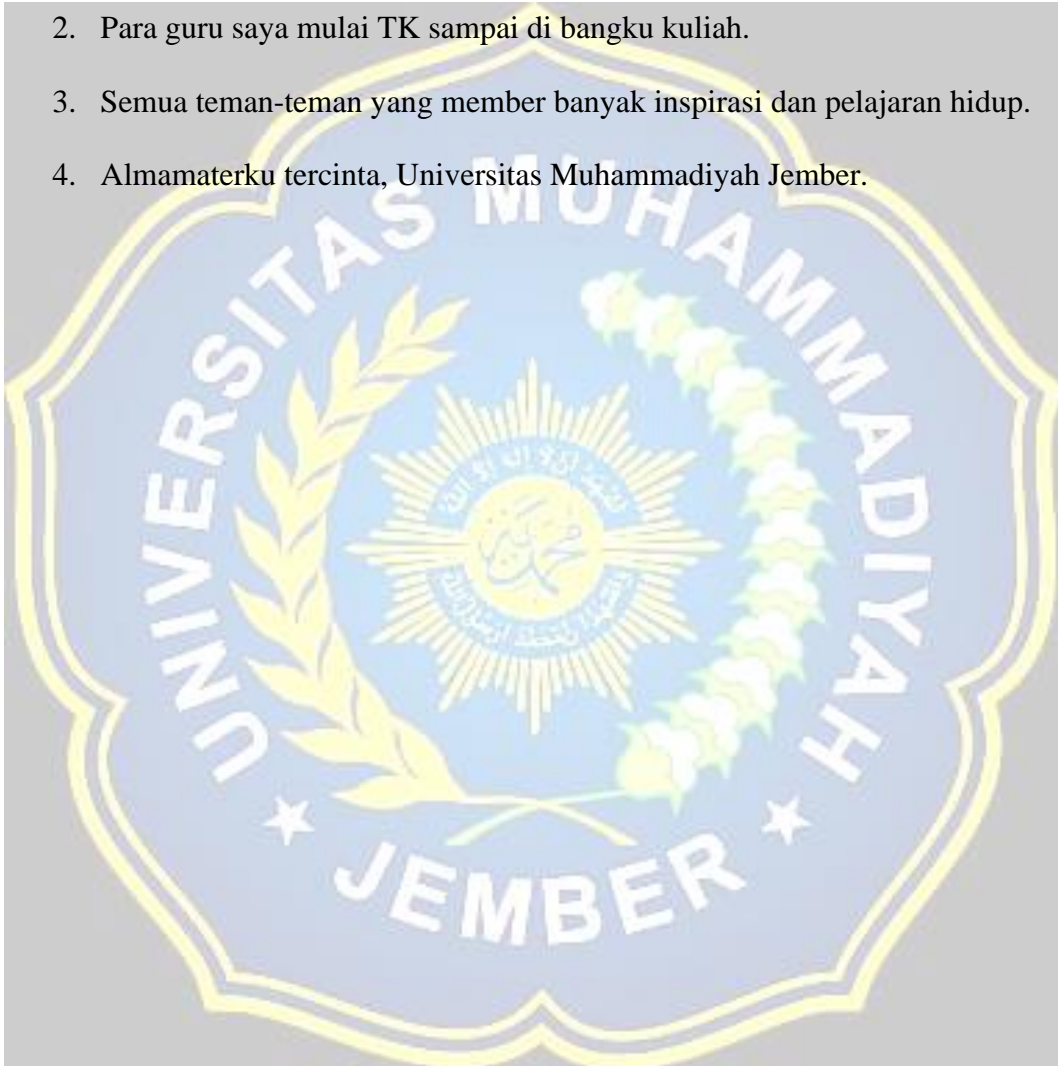 2. Para guru saya mulai TK sampai di bangku kuliah.
3. Semua teman-teman yang member banyak inspirasi dan pelajaran hidup.
4. Almamaterku tercinta, Universitas Muhammadiyah Jember.
UNIVERSITAS MUHAMMADIYAH
محمد
★ JEMBER ★